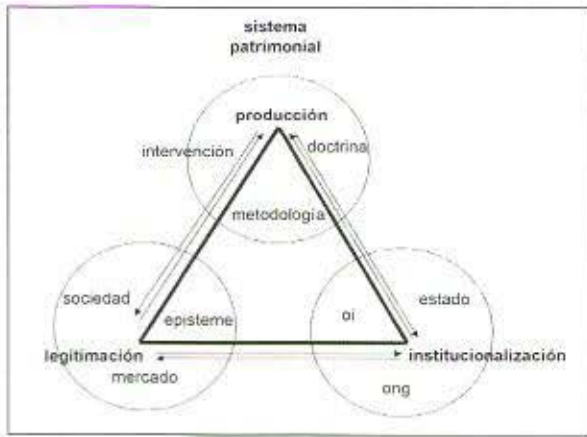 sistema
patrimonial
producción
intervención
doctrina
metodología
sociedad
estado
episteme
oi
legitimación
institucionalización
mercado
ong